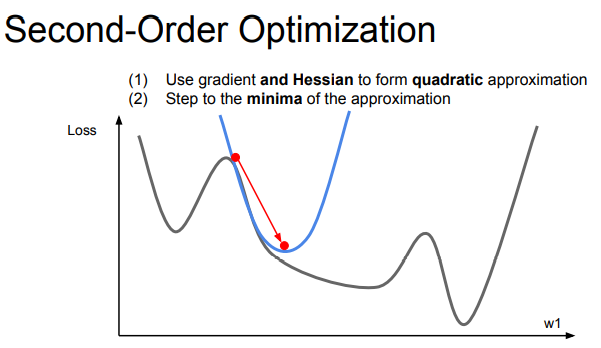 Second-Order Optimization
(1) Use gradient and Hessian to form quadratic approximation
(2) Step to the minima of the approximation
Loss
w1